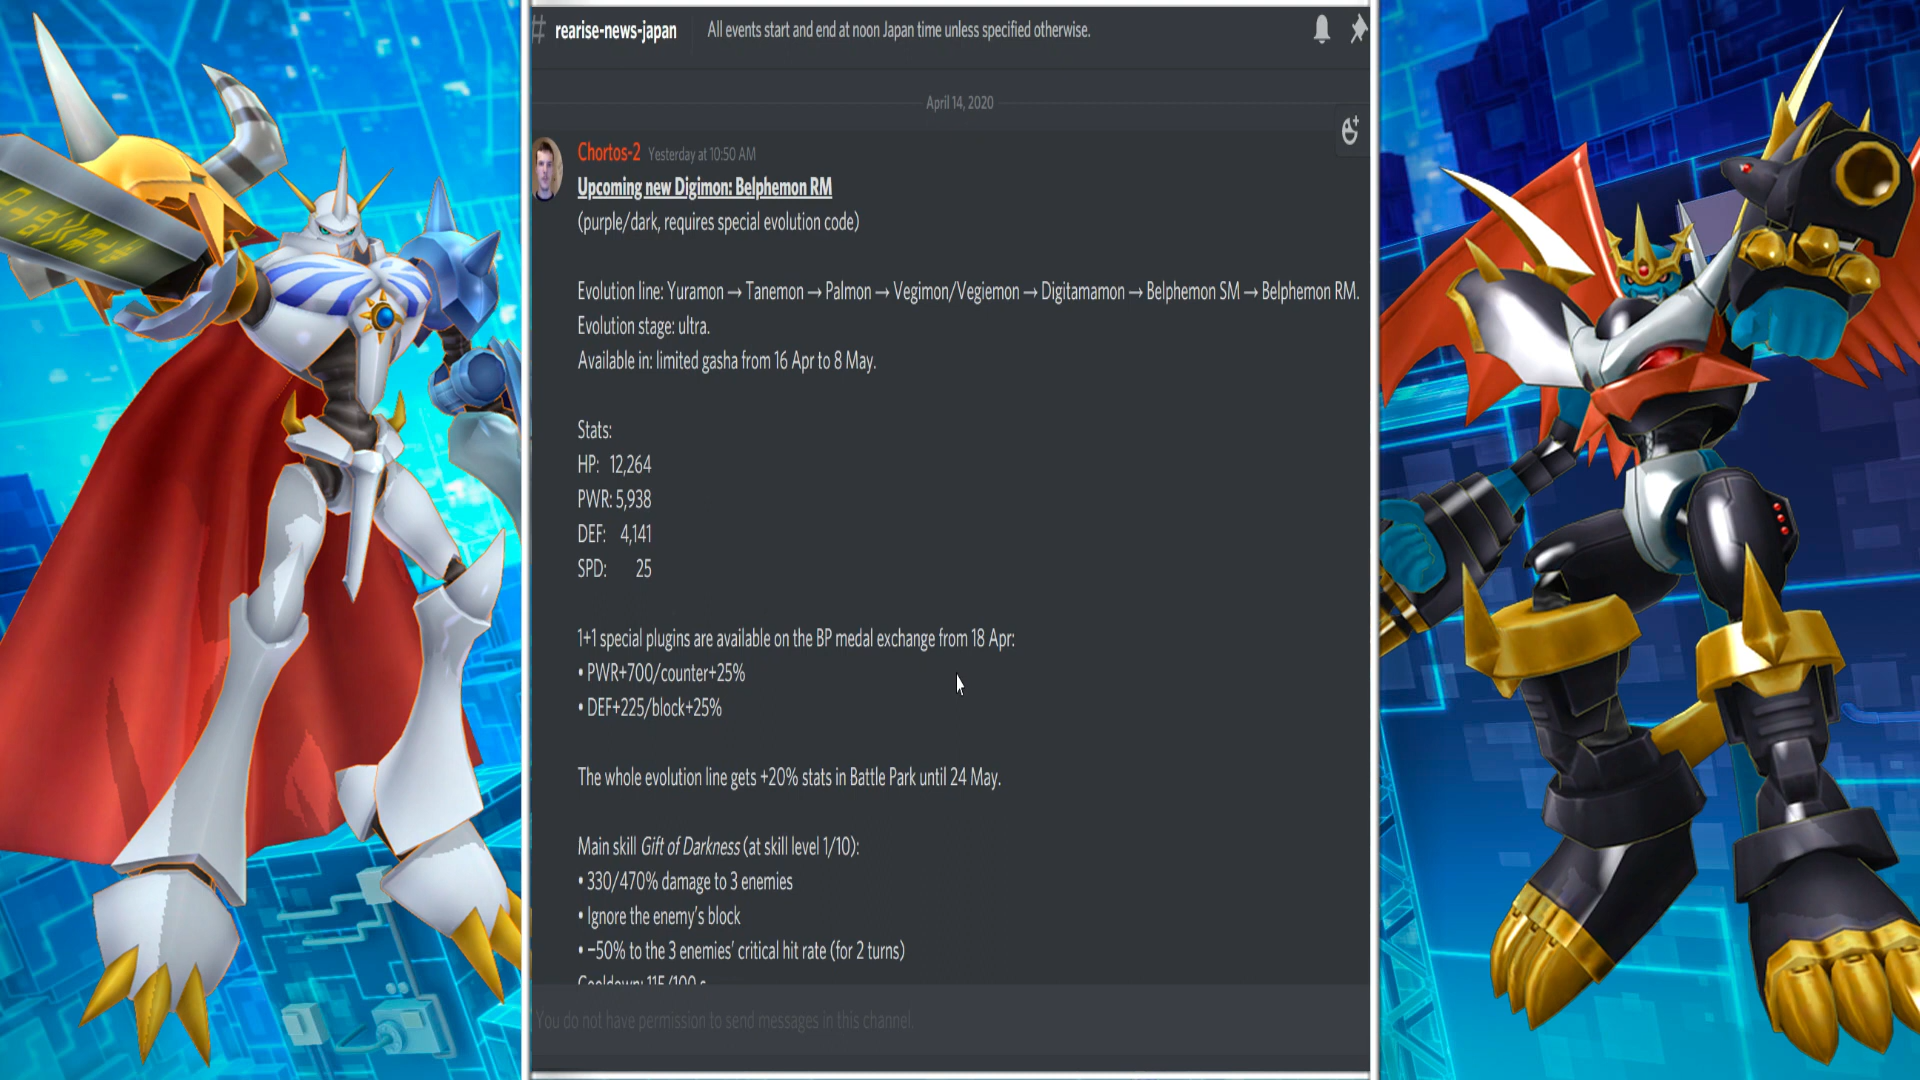 # rearise-news-japan All events start and end at noon Japan time unless specified otherwise.
April 14, 2020
Chortos-2 Yesterday at 10:50 AM
Upcoming new Digimon: Belphemon RM
(purple/dark, requires special evolution code)
Evolution line: Yuramon → Tanemon → Palmon → Vegimon/Vegiemon → Digitamamon → Belphemon SM → Belphemon RM.
Evolution stage: ultra.
Available in: limited gasha from 16 Apr to 8 May.
Stats:
HP: 12,264
PWR: 5,938
DEF: 4,141
SPD: 25
1+1 special plugins are available on the BP medal exchange from 18 Apr:
• PWR+700/counter+25%
• DEF+225/block+25%
The whole evolution line gets +20% stats in Battle Park until 24 May.
Main skill Gift of Darkness (at skill level 1/10):
• 330/470% damage to 3 enemies
• Ignore the enemy's block
• −50% to the 3 enemies' critical hit rate (for 2 turns)
Cooldown: 115/100 s
You do not have permission to send messages in this channel.